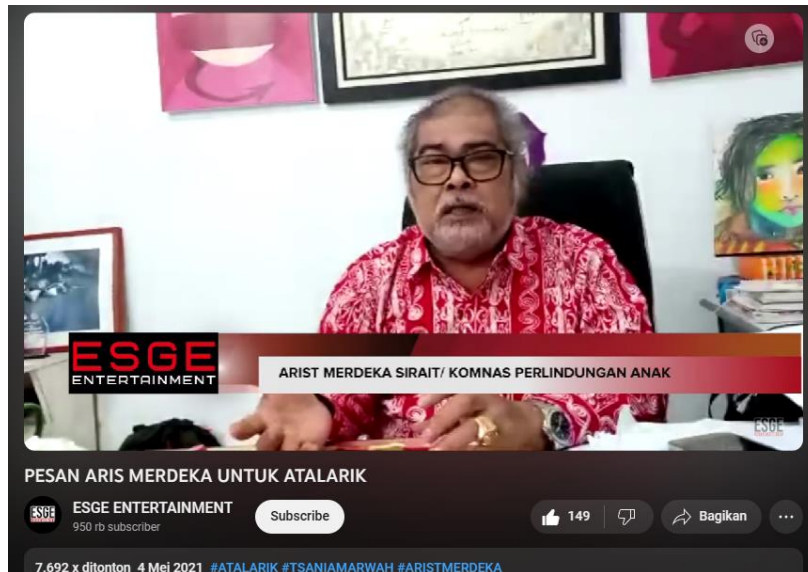 ESGE
ENTERTAINMENT
ARIST MERDEKA SIRAIT/ KOMNAS PERLINDUNGAN ANAK
ESGE
PESAN ARIS MERDEKA UNTUK ATALARIK
ESGE
ESGE ENTERTAINMENT
950 rb subscriber
Subscribe
149
Bagikan
7.692 x ditonton 4 Mei 2021 #ATALARIK #TSANIAMARWAH #ARISTMERDEKA